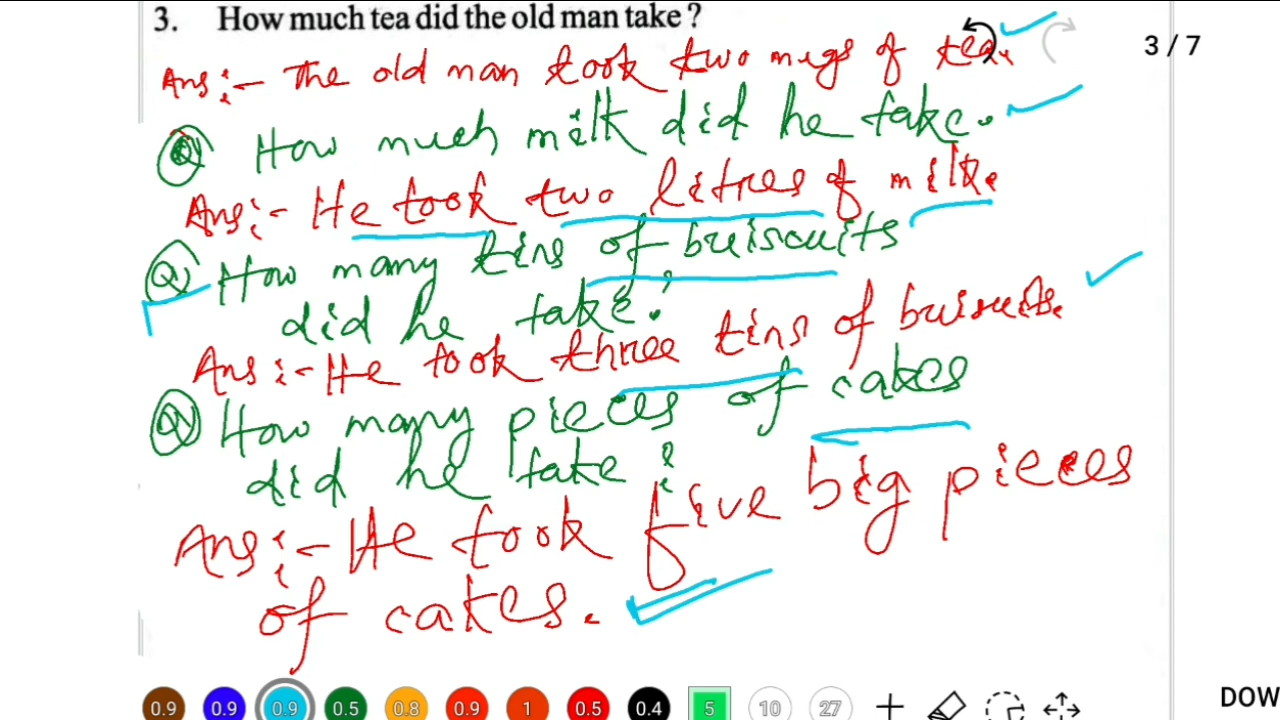 3. How much tea did the old man take ?
3 / 7
Ans:- The old man took two mugs of tea.
Q How much milk did he take.
Ans:- He took two litres of milk.
Q How many tins of buiscuits
did he take?
Ans:- He took three tins of buiscuits.
Q How many pieces of cakes
did he take?
Ans:- He took five big pieces
of cakes.
0.9 0.9 0.9 0.5 0.8 0.9 1 0.5 0.4 5 10 27
DOW